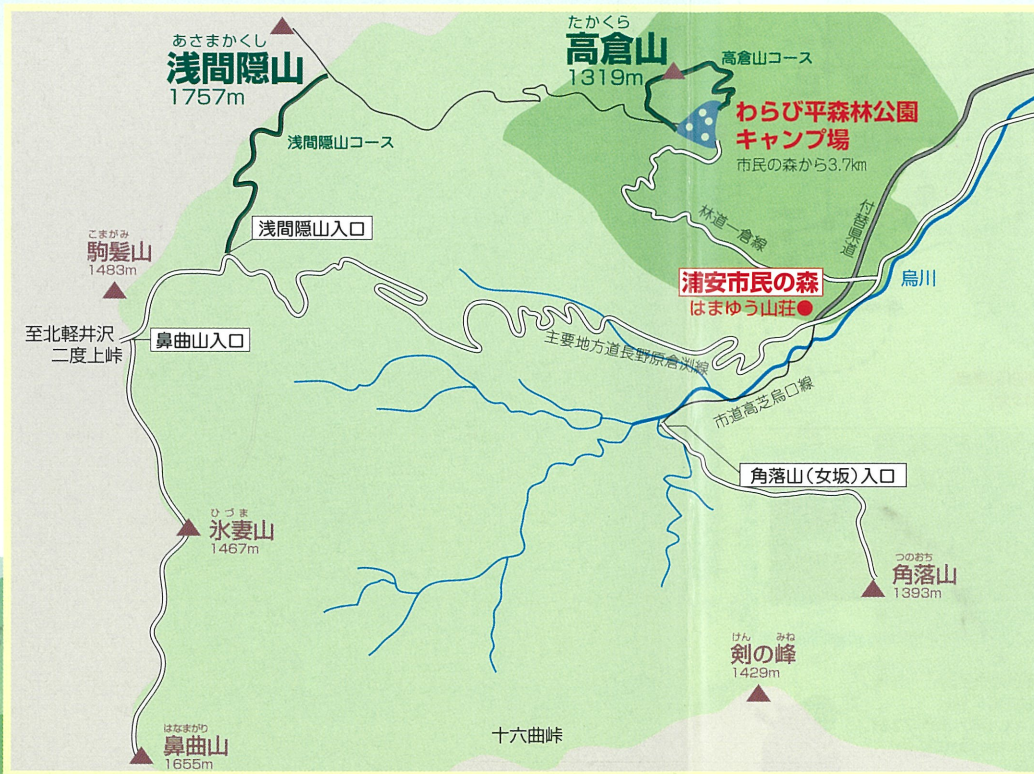 あさまかくし
浅間隠山
1757m
浅間隠山コース
たかくら
高倉山
1319m
高倉山コース
わらび平森林公園
キャンプ場
市民の森から3.7km
林道一倉線
付替県道
烏川
浦安市民の森
はまゆう山荘
浅間隠山入口
こまがみ
駒髪山
1483m
至北軽井沢
二度上峠
鼻曲山入口
主要地方道長野原倉渕線
市道高芝烏口線
角落山(女坂)入口
ひづま
氷妻山
1467m
つのおち
角落山
1393m
けん みね
剣の峰
1429m
十六曲峠
はなまがり
鼻曲山
1655m